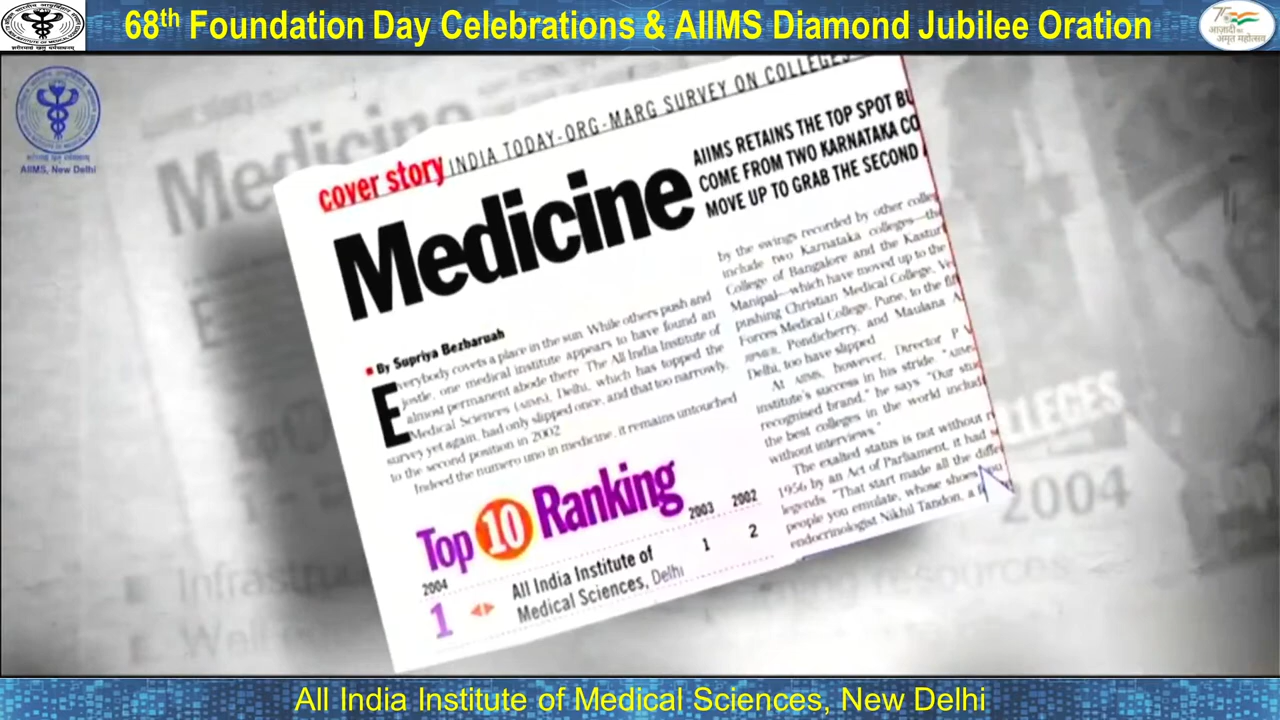 68th Foundation Day Celebrations & AIIMS Diamond Jubilee Oration
75
आज़ादी का
अमृत महोत्सव
AIIMS, New Delhi
Medicine
cover story INDIA TODAY-ORG-MARG SURVEY ON COLLEGES
Medicine
AIIMS RETAINS THE TOP SPOT
COME FROM TWO KARNATAKA
MOVE UP TO GRAB THE SECOND
By Supriya Bezbaruah
Everybody covets a place in the sun. While others push and
jostle, one medical institute appears to have found an
almost permanent abode there. The All India Institute of
Medical Sciences (AIIMS), Delhi, which has topped the
survey yet again, had only slipped once, and that too narrowly,
to the second position in 2002.
Indeed the numero uno in medicine, it remains untouched
by the swings recorded by other
include two Karnataka colleges—
College of Bangalore and the
Manipal—which have moved up to the
pushing Christian Medical College,
Forces Medical College, Pune, to the
JIPMER, Pondicherry, and Maulana
Delhi, too have slipped.
At AIIMS, however, Director P
institute's success in his stride. "AIIMS
recognised brand," he says. "Our
the best colleges in the world
without interviews."
The exalted status is not without
1956 by an Act of Parliament, it had
legends. "That start made all the
people you emulate, whose shoes you
endocrinologist Nikhil Tandon, a
Top 10 Ranking
2004 2003 2002
1 All India Institute of
Medical Sciences, Delhi 1 2
2004
All India Institute of Medical Sciences, New Delhi